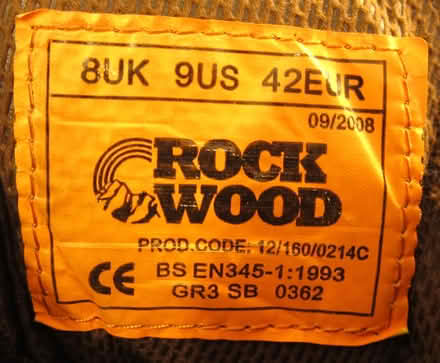 8UK 9US 42EUR
09/2008
ROCK
WOOD
PROD.CODE: 12/160/0214C
CE BS EN345-1:1993
GR3 SB 0362